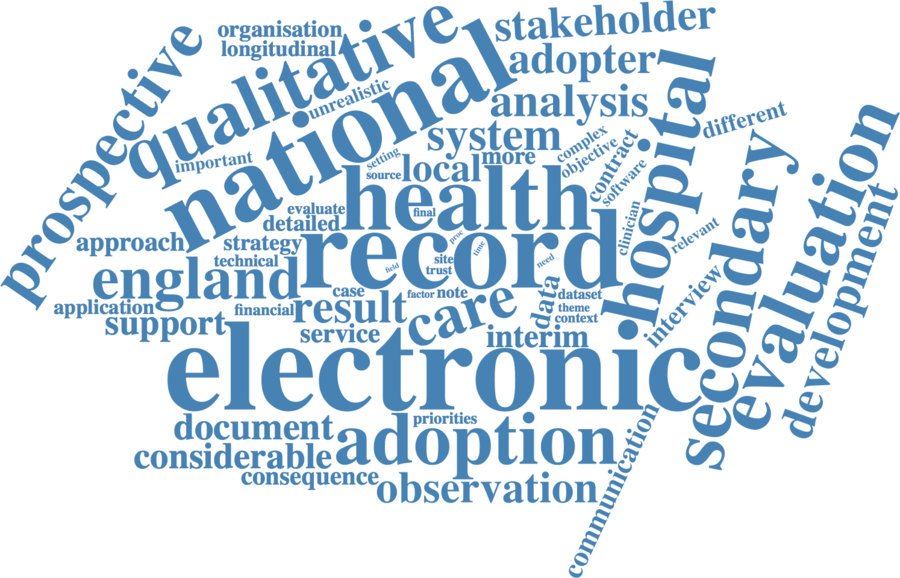 organisation
stakeholder
longitudinal
qualitative
adopter
prospective
unrealistic
national
analysis
different
important
system
complex
setting
more
objective
contract
hospital
source
local
software
health
secondary
evaluation
evaluate
final
detailed
clinician
relevant
approach
strategy
record
proc
time
technical
site
trust
field
need
development
england
case
factor
note
care
data
dataset
interview
application
financial
result
theme
context
support
service
interim
electronic
priorities
document
adoption
considerable
consequence
observation
communication